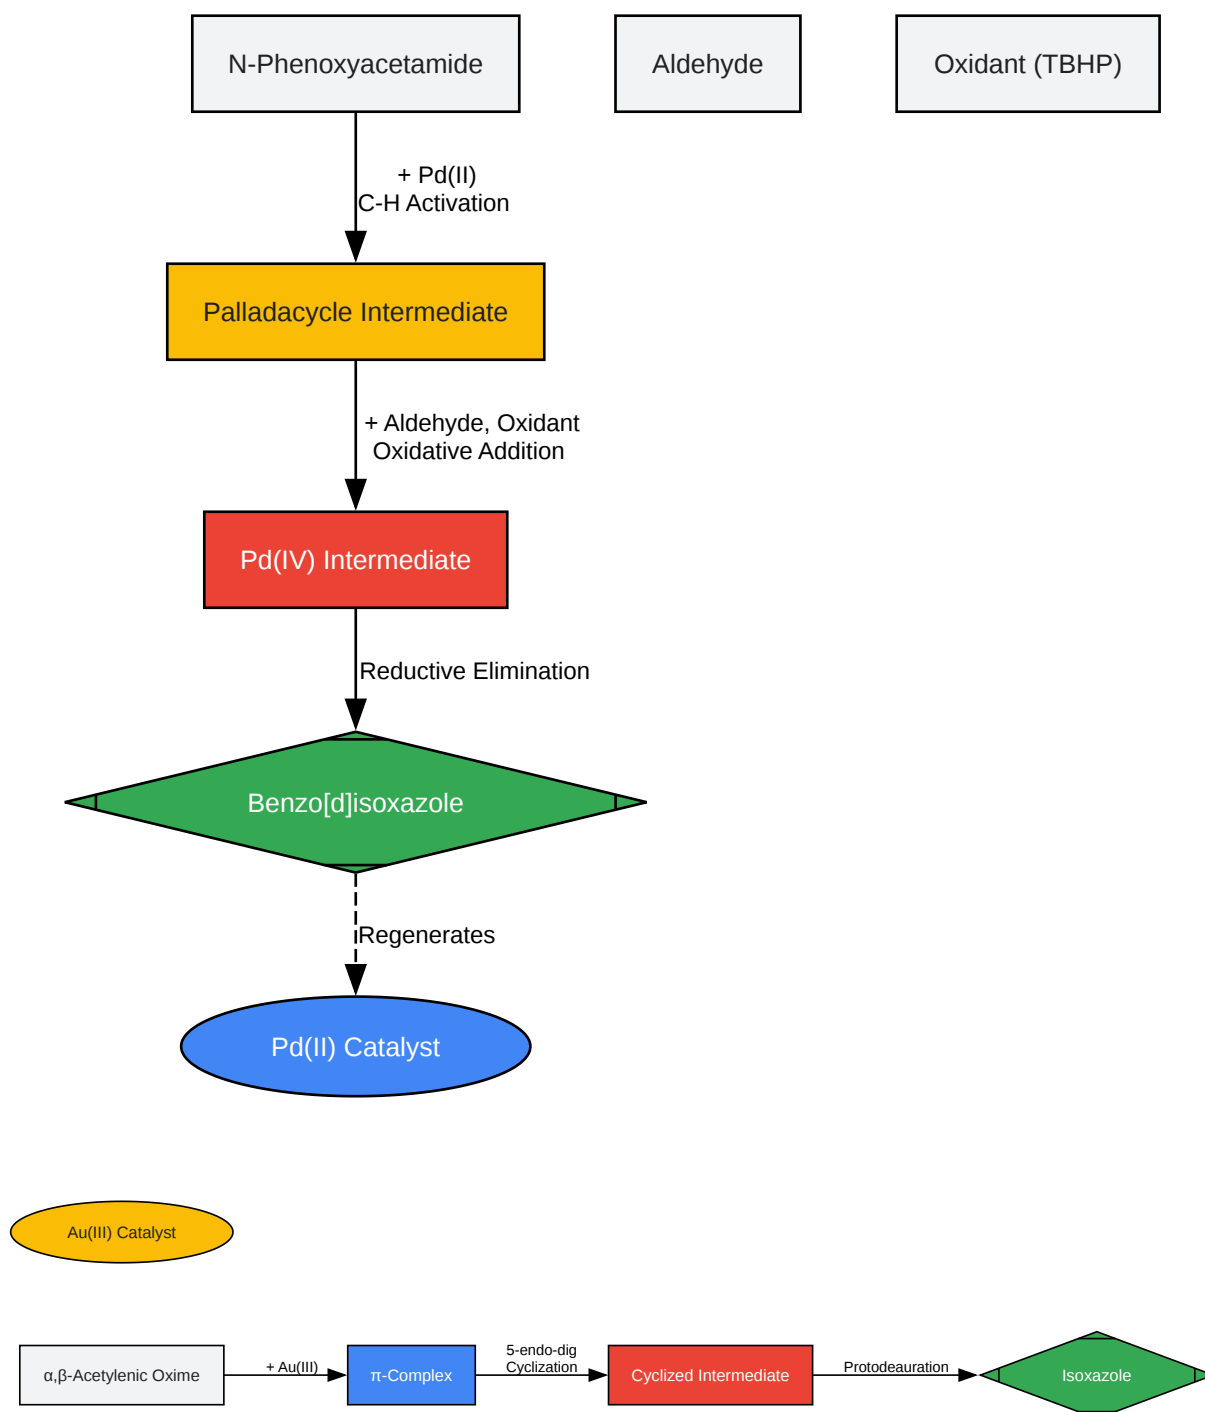 N-Phenoxyacetamide
Aldehyde
Oxidant (TBHP)
+ Pd(II)
C-H Activation
Palladacycle Intermediate
+ Aldehyde, Oxidant
Oxidative Addition
Pd(IV) Intermediate
Reductive Elimination
Benzo[d]isoxazole
Regenerates
Pd(II) Catalyst
Au(III) Catalyst
α,β-Acetylenic Oxime
+ Au(III)
π-Complex
5-endo-dig
Cyclization
Cyclized Intermediate
Protodeauration
Isoxazole